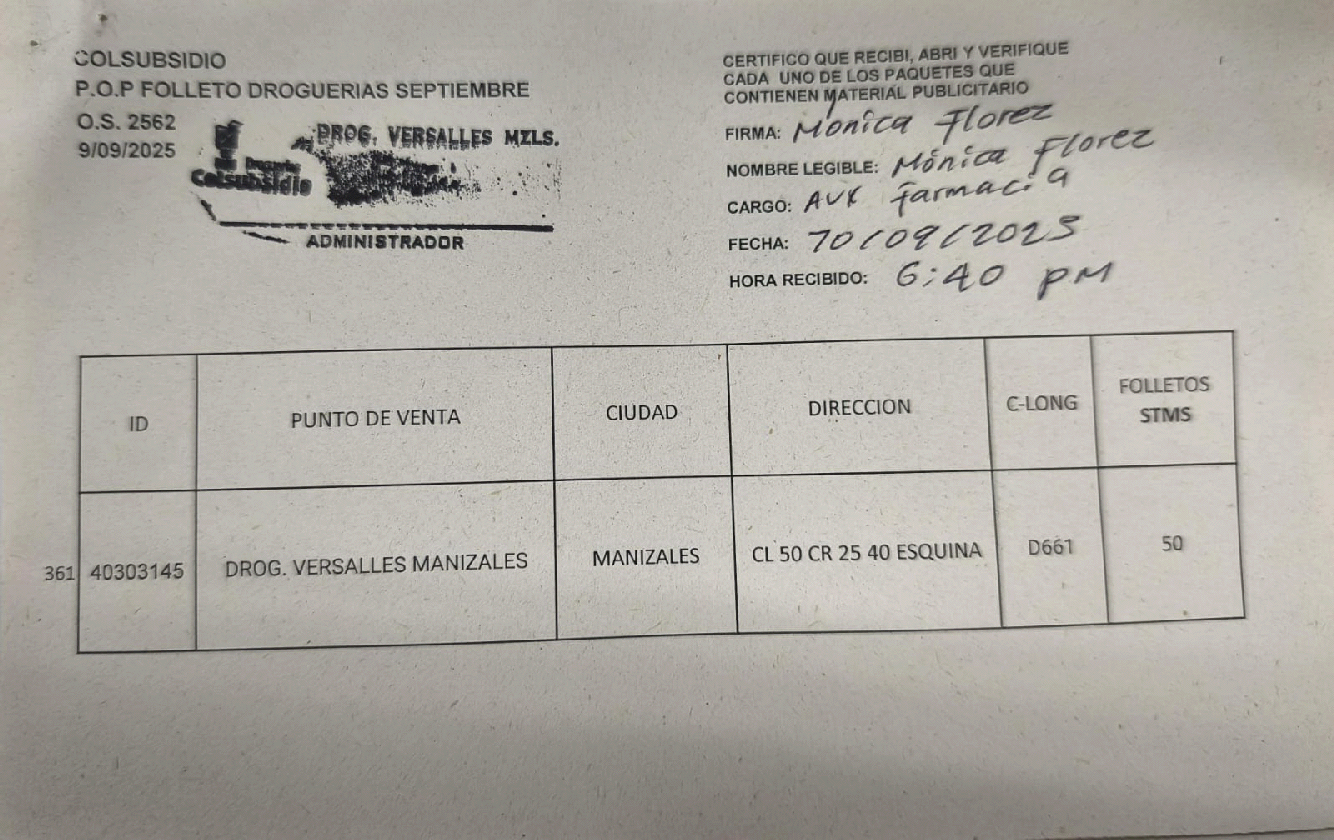 COLSUBSIDIO
P.O.P FOLLETO DROGUERIAS SEPTIEMBRE
O.S. 2562
9/09/2025
DROG. VERSALLES MZLS.
Colsubsidio
ADMINISTRADOR
CERTIFICO QUE RECIBI, ABRI Y VERIFIQUE
CADA UNO DE LOS PAQUETES QUE
CONTIENEN MATERIAL PUBLICITARIO
FIRMA: Mónica Florez
NOMBRE LEGIBLE: Mónica Florez
CARGO: AUX farmacia
FECHA: 10/09/2025
HORA RECIBIDO: 6:40 PM
ID PUNTO DE VENTA CIUDAD DIRECCION C-LONG FOLLETOS STMS
361 40303145 DROG. VERSALLES MANIZALES MANIZALES CL 50 CR 25 40 ESQUINA D661 50